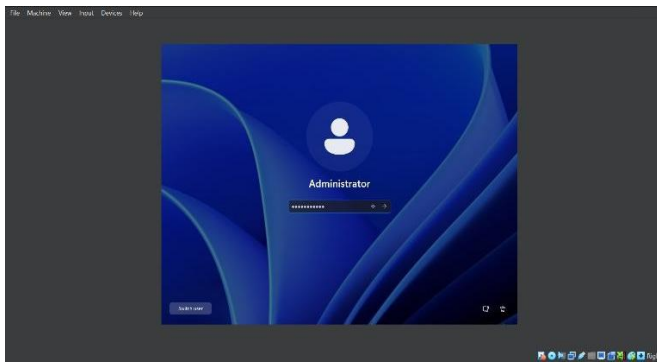 File Machine View Input Devices Help
Administrator
•••••••••••
Switch user